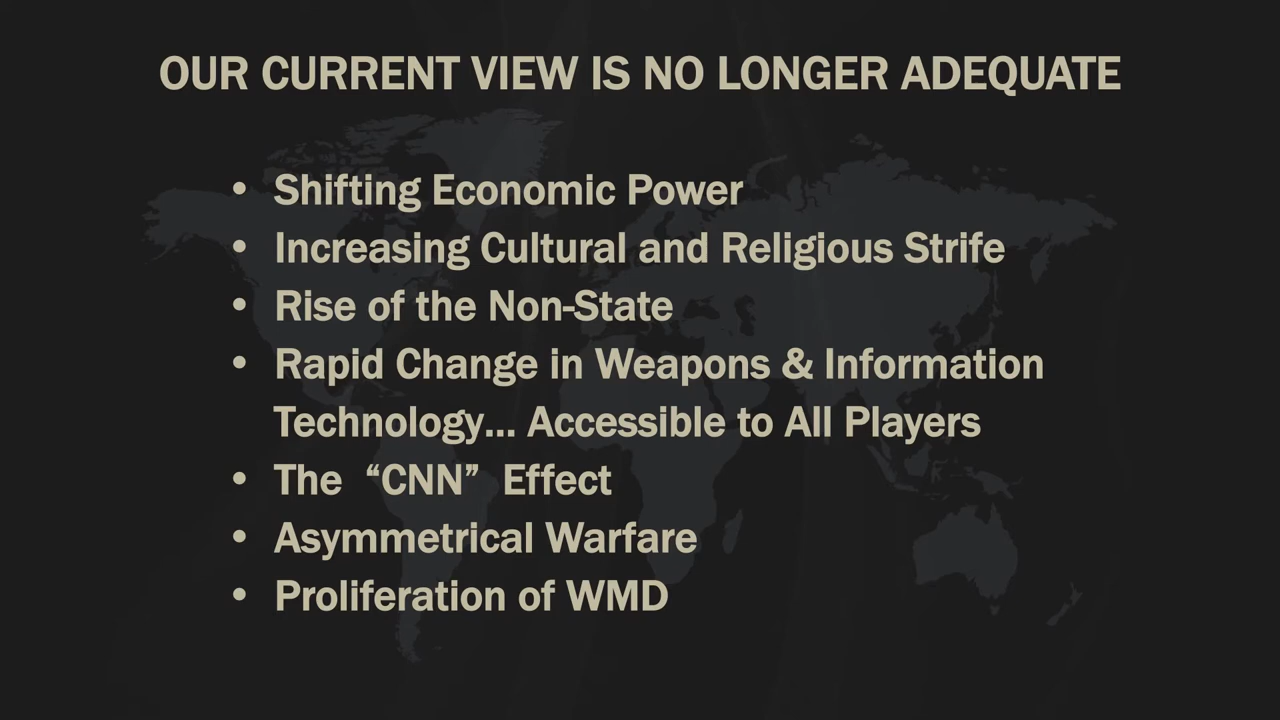 OUR CURRENT VIEW IS NO LONGER ADEQUATE
• Shifting Economic Power
• Increasing Cultural and Religious Strife
• Rise of the Non-State
• Rapid Change in Weapons & Information
Technology... Accessible to All Players
• The “CNN” Effect
• Asymmetrical Warfare
• Proliferation of WMD